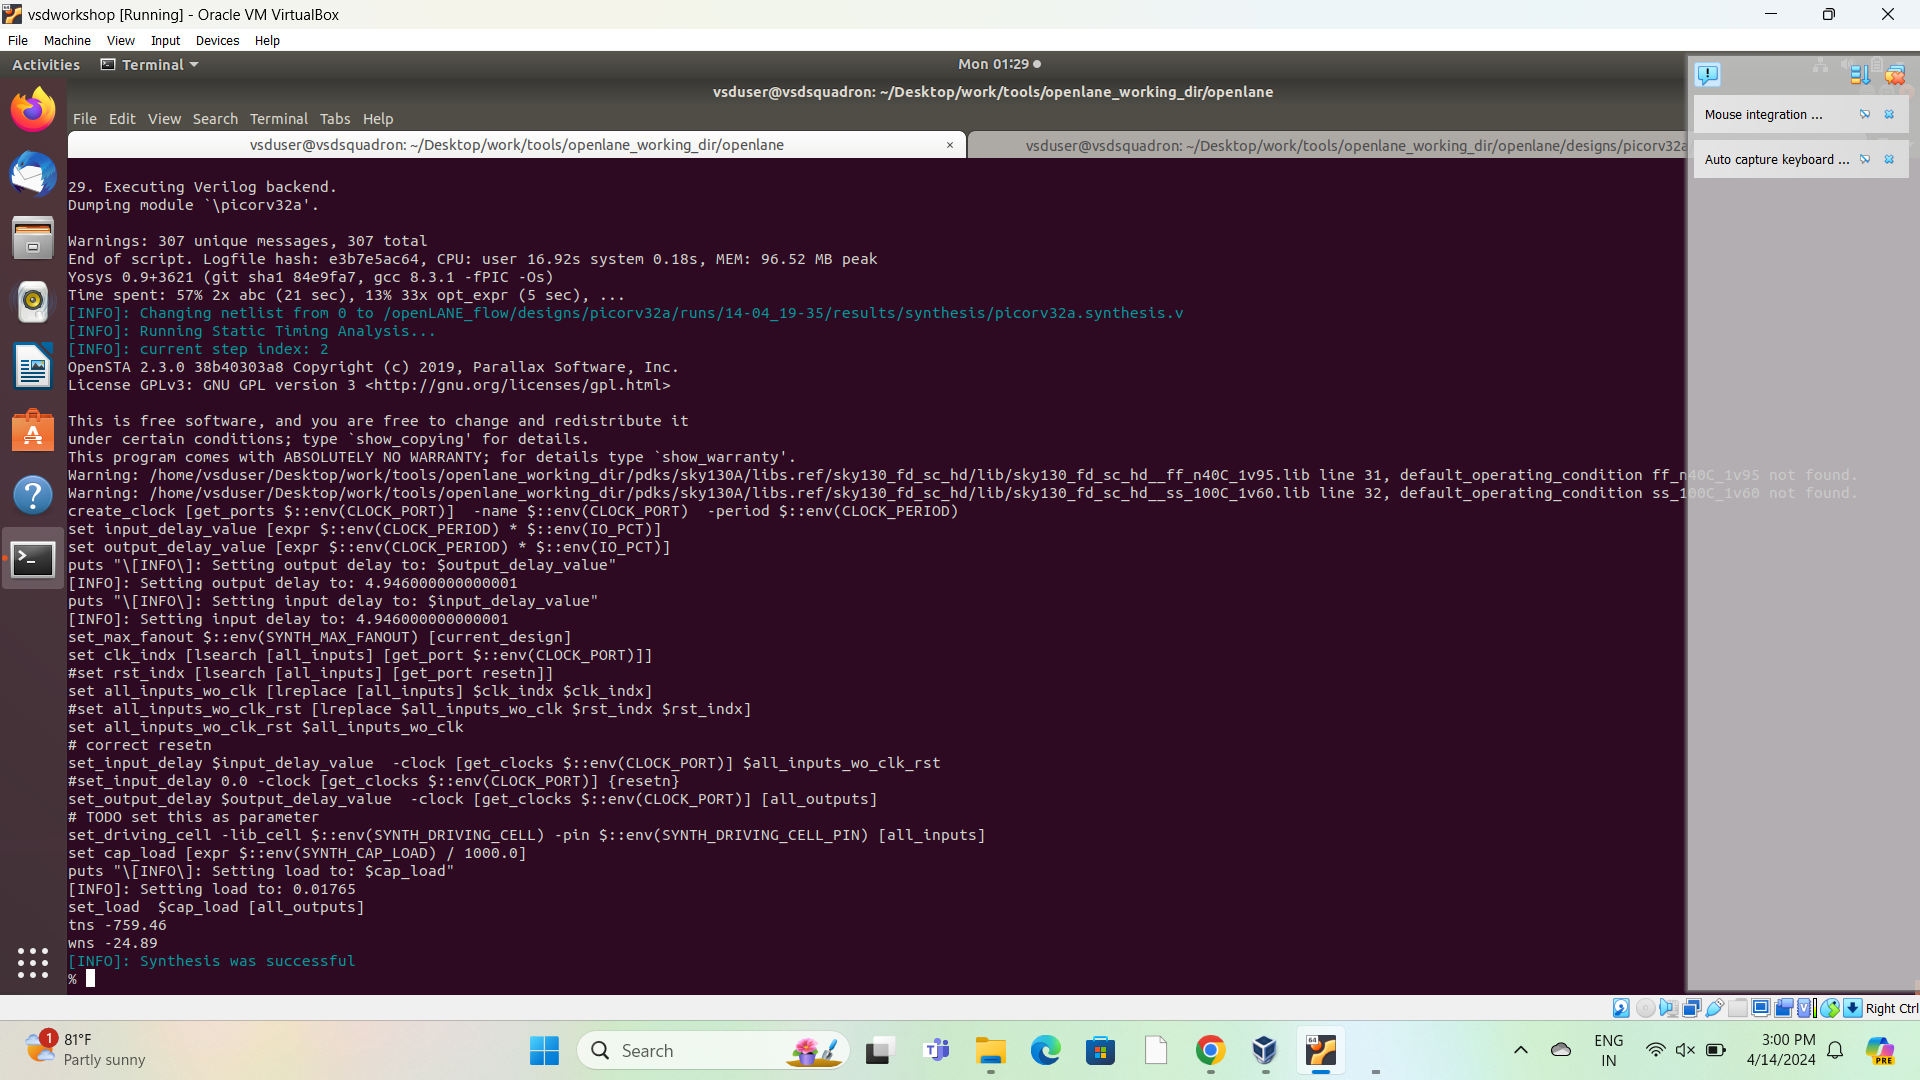 vsdworkshop [Running] - Oracle VM VirtualBox
File Machine View Input Devices Help
Activities Terminal Mon 01:29
vsduser@vsdsquadron: ~/Desktop/work/tools/openlane_working_dir/openlane
File Edit View Search Terminal Tabs Help
Mouse integration ...
vsduser@vsdsquadron: ~/Desktop/work/tools/openlane_working_dir/openlane × vsduser@vsdsquadron: ~/Desktop/work/tools/openlane_working_dir/openlane/designs/picorv32a
Auto capture keyboard ...
29. Executing Verilog backend.
Dumping module `\picorv32a'.
Warnings: 307 unique messages, 307 total
End of script. Logfile hash: e3b7e5ac64, CPU: user 16.92s system 0.18s, MEM: 96.52 MB peak
Yosys 0.9+3621 (git sha1 84e9fa7, gcc 8.3.1 -fPIC -Os)
Time spent: 57% 2x abc (21 sec), 13% 33x opt_expr (5 sec), ...
[INFO]: Changing netlist from 0 to /openLANE_flow/designs/picorv32a/runs/14-04_19-35/results/synthesis/picorv32a.synthesis.v
[INFO]: Running Static Timing Analysis...
[INFO]: current step index: 2
OpenSTA 2.3.0 38b40303a8 Copyright (c) 2019, Parallax Software, Inc.
License GPLv3: GNU GPL version 3 <http://gnu.org/licenses/gpl.html>
This is free software, and you are free to change and redistribute it
under certain conditions; type `show_copying' for details.
This program comes with ABSOLUTELY NO WARRANTY; for details type `show_warranty'.
Warning: /home/vsduser/Desktop/work/tools/openlane_working_dir/pdks/sky130A/libs.ref/sky130_fd_sc_hd/lib/sky130_fd_sc_hd__ff_n40C_1v95.lib line 31, default_operating_condition ff_n40C_1v95 not found.
Warning: /home/vsduser/Desktop/work/tools/openlane_working_dir/pdks/sky130A/libs.ref/sky130_fd_sc_hd/lib/sky130_fd_sc_hd__ss_100C_1v60.lib line 32, default_operating_condition ss_100C_1v60 not found.
create_clock [get_ports $::env(CLOCK_PORT)]  -name $::env(CLOCK_PORT)  -period $::env(CLOCK_PERIOD)
set input_delay_value [expr $::env(CLOCK_PERIOD) * $::env(IO_PCT)]
set output_delay_value [expr $::env(CLOCK_PERIOD) * $::env(IO_PCT)]
puts "\[INFO\]: Setting output delay to: $output_delay_value"
[INFO]: Setting output delay to: 4.946000000000001
puts "\[INFO\]: Setting input delay to: $input_delay_value"
[INFO]: Setting input delay to: 4.946000000000001
set_max_fanout $::env(SYNTH_MAX_FANOUT) [current_design]
set clk_indx [lsearch [all_inputs] [get_port $::env(CLOCK_PORT)]]
#set rst_indx [lsearch [all_inputs] [get_port resetn]]
set all_inputs_wo_clk [lreplace [all_inputs] $clk_indx $clk_indx]
#set all_inputs_wo_clk_rst [lreplace $all_inputs_wo_clk $rst_indx $rst_indx]
set all_inputs_wo_clk_rst $all_inputs_wo_clk
# correct resetn
set_input_delay $input_delay_value  -clock [get_clocks $::env(CLOCK_PORT)] $all_inputs_wo_clk_rst
#set_input_delay 0.0 -clock [get_clocks $::env(CLOCK_PORT)] {resetn}
set_output_delay $output_delay_value  -clock [get_clocks $::env(CLOCK_PORT)] [all_outputs]
# TODO set this as parameter
set_driving_cell -lib_cell $::env(SYNTH_DRIVING_CELL) -pin $::env(SYNTH_DRIVING_CELL_PIN) [all_inputs]
set cap_load [expr $::env(SYNTH_CAP_LOAD) / 1000.0]
puts "\[INFO\]: Setting load to: $cap_load"
[INFO]: Setting load to: 0.01765
set_load  $cap_load [all_outputs]
tns -759.46
wns -24.89
[INFO]: Synthesis was successful
%
Right Ctrl
1
81°F
Partly sunny
Search
64
ENG
IN
3:00 PM
4/14/2024
PRE